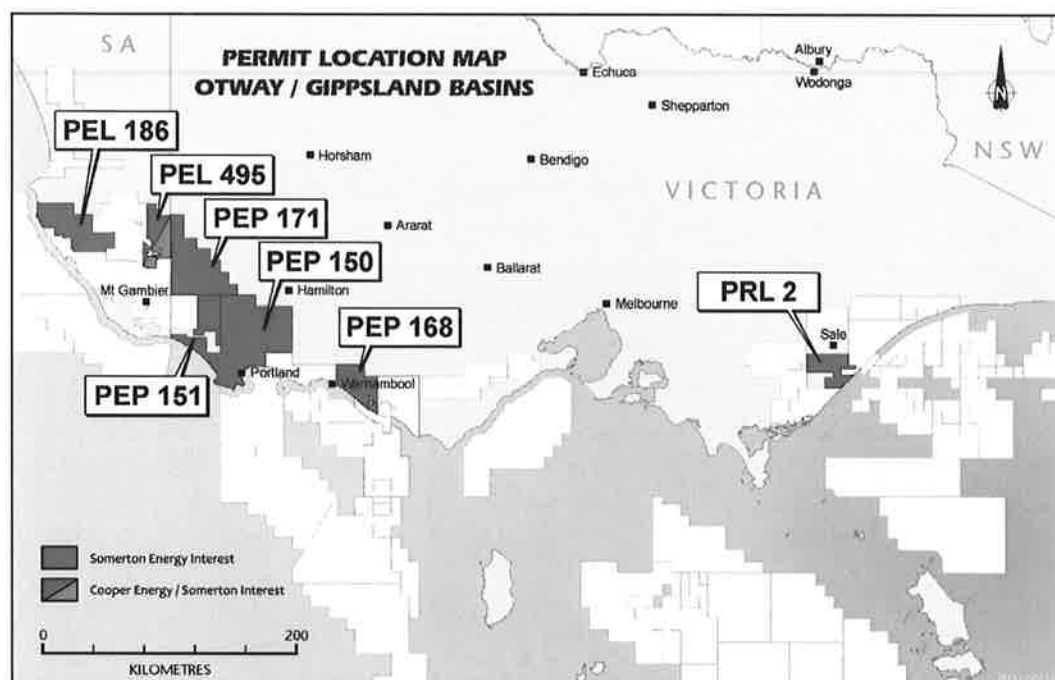 SA
PERMIT LOCATION MAP
OTWAY / GIPPSLAND BASINS
Albury
Wodonga
Echuca
Shepparton
N
NSW
PEL 186
Horsham
Bendigo
PEL 495
VICTORIA
PEP 171
Ararat
PEP 150
Ballarat
Mt Gambier
Hamilton
Melbourne
PRL 2
PEP 168
Sale
Portland
Warrnambool
PEP 151
Somerton Energy Interest
Cooper Energy / Somerton Interest
0
200
KILOMETRES